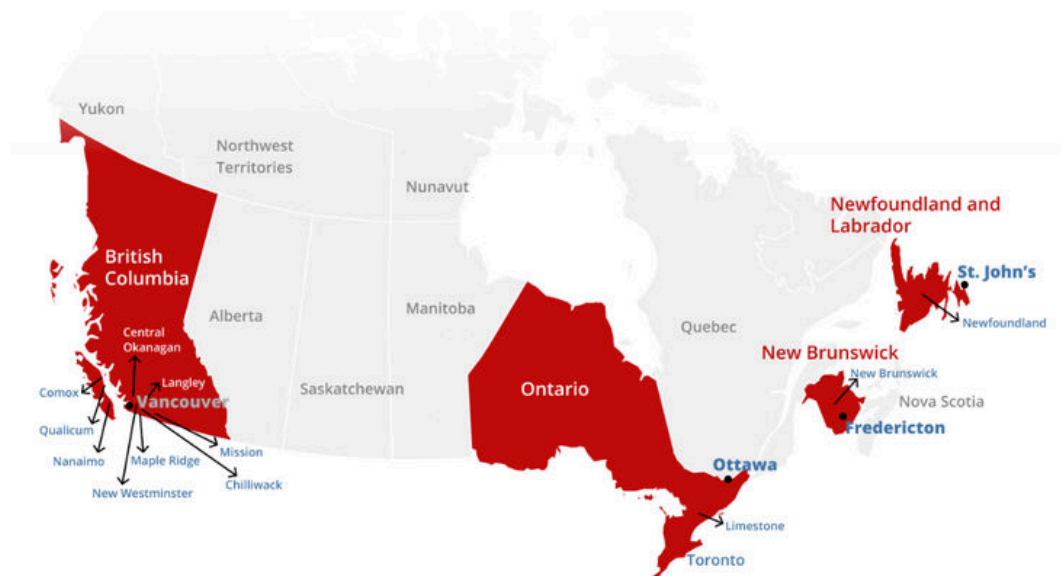 Yukon
Northwest
Territories
Nunavut
Newfoundland and
Labrador
British
Columbia
St. John's
Alberta
Manitoba
Newfoundland
Quebec
Central
Okanagan
New Brunswick
New Brunswick
Langley
Saskatchewan
Ontario
Comox
Vancouver
Nova Scotia
Qualicum
Fredericton
Mission
Nanaimo
Maple Ridge
Ottawa
Chilliwack
New Westminster
Limestone
Toronto